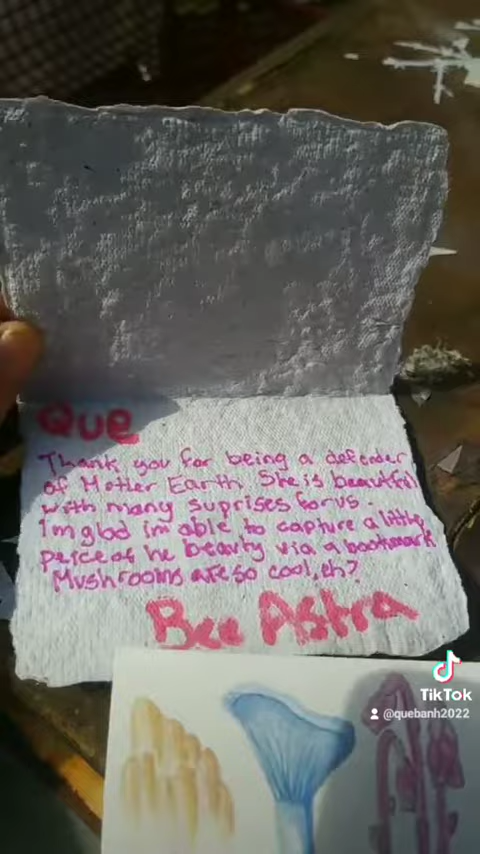 Que
Thank you for being a defender
of Mother Earth. She is beautiful
with many suprises for us.
I'm glad im able to capture a little
peice of he beauty via a bookmark
Mushrooms are so cool, eh?
Bee Astra
TikTok
@quebanh2022